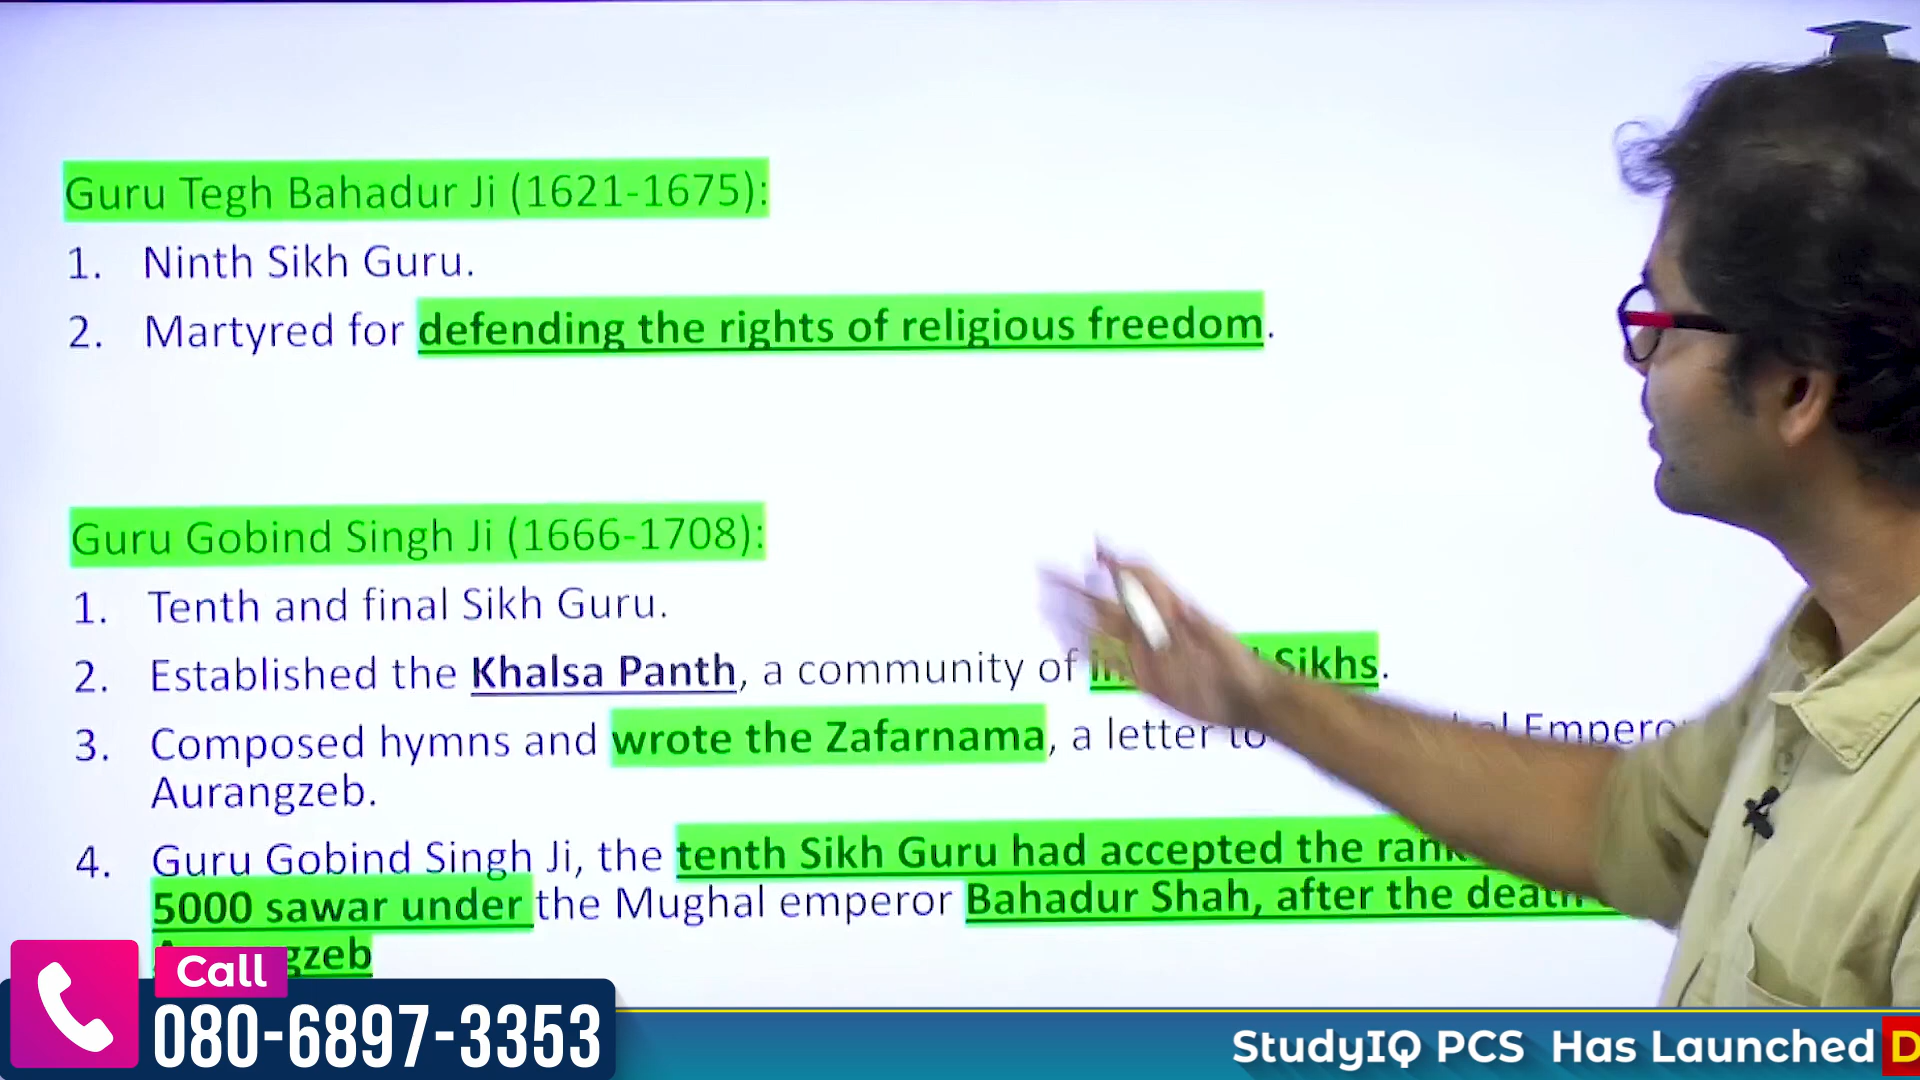 Guru Tegh Bahadur Ji (1621-1675):
1. Ninth Sikh Guru.
2. Martyred for defending the rights of religious freedom.
Guru Gobind Singh Ji (1666-1708):
1. Tenth and final Sikh Guru.
2. Established the Khalsa Panth, a community of Sikhs.
3. Composed hymns and wrote the Zafarnama, a letter to Emperor
Aurangzeb.
4. Guru Gobind Singh Ji, the tenth Sikh Guru had accepted the rank
5000 sawar under the Mughal emperor Bahadur Shah, after the death
Call
080-6897-3353
StudyIQ PCS Has Launched